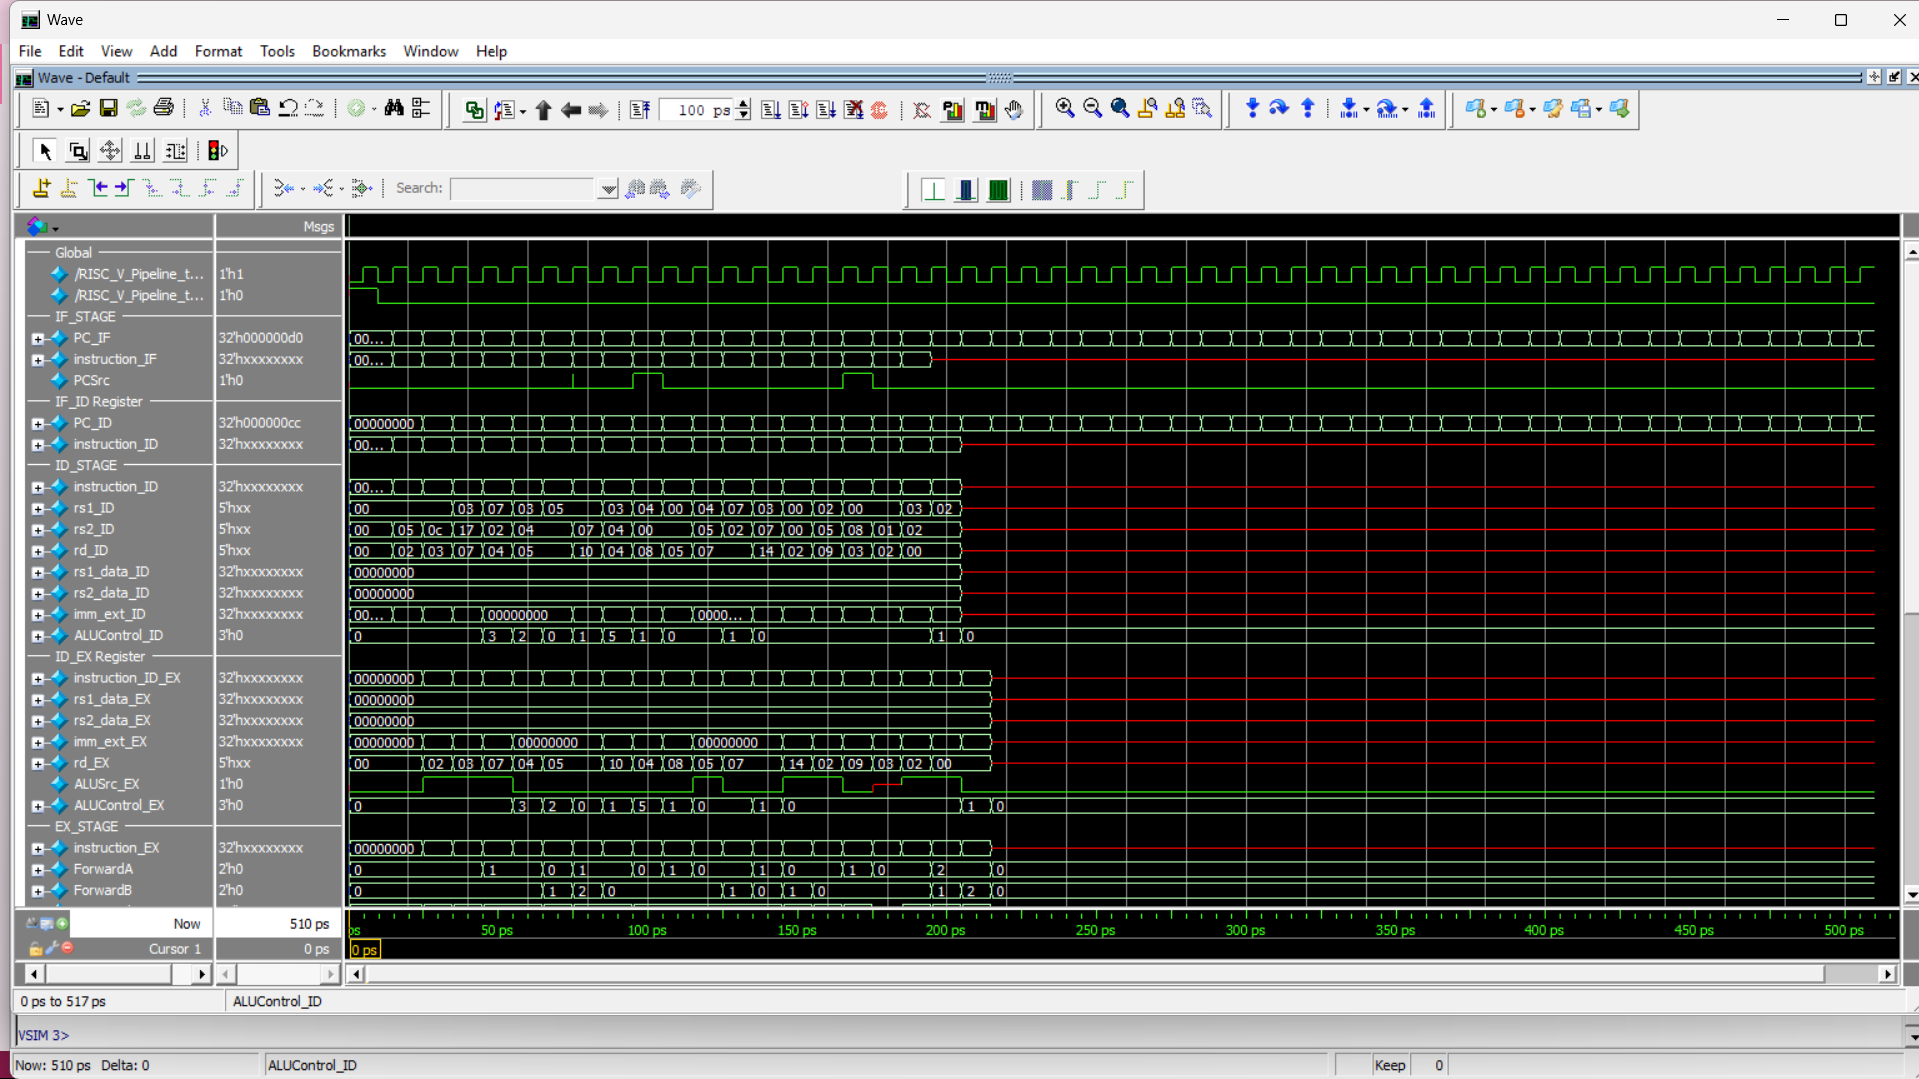 Wave
File Edit View Add Format Tools Bookmarks Window Help
Wave - Default
100 ps
Search:
Msgs
Global
/RISC_V_Pipeline_t... 1'h1
/RISC_V_Pipeline_t... 1'h0
IF_STAGE
PC_IF 32'h000000d0 00...
instruction_IF 32'hxxxxxxxx 00...
PCSrc 1'h0
IF_ID Register
PC_ID 32'h000000cc 00000000
instruction_ID 32'hxxxxxxxx 00...
ID_STAGE
instruction_ID 32'hxxxxxxxx 00...
rs1_ID 5'hxx 00 03 07 03 05 03 04 00 04 07 03 00 02 00 03 02
rs2_ID 5'hxx 00 05 0c 17 02 04 07 04 00 05 02 07 00 05 08 01 02
rd_ID 5'hxx 00 02 03 07 04 05 10 04 08 05 07 14 02 09 03 02 00
rs1_data_ID 32'hxxxxxxxx 00000000
rs2_data_ID 32'hxxxxxxxx 00000000
imm_ext_ID 32'hxxxxxxxx 00... 00000000 0000...
ALUControl_ID 3'h0 0 3 2 0 1 5 1 0 1 0 1 0
ID_EX Register
instruction_ID_EX 32'hxxxxxxxx 00000000
rs1_data_EX 32'hxxxxxxxx 00000000
rs2_data_EX 32'hxxxxxxxx 00000000
imm_ext_EX 32'hxxxxxxxx 00000000 00000000 00000000
rd_EX 5'hxx 00 02 03 07 04 05 10 04 08 05 07 14 02 09 03 02 00
ALUSrc_EX 1'h0
ALUControl_EX 3'h0 0 3 2 0 1 5 1 0 1 0 1 0
EX_STAGE
instruction_EX 32'hxxxxxxxx 00000000
ForwardA 2'h0 0 1 0 1 0 1 0 1 0 1 0 2 0
ForwardB 2'h0 0 1 2 0 1 0 1 0 1 2 0
Now 510 ps ps 50 ps 100 ps 150 ps 200 ps 250 ps 300 ps 350 ps 400 ps 450 ps 500 ps
Cursor 1 0 ps 0 ps
0 ps to 517 ps ALUControl_ID
VSIM 3>
Now: 510 ps Delta: 0 ALUControl_ID Keep 0